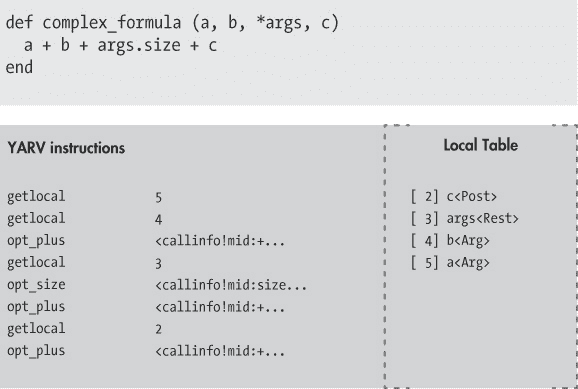 def complex_formula (a, b, *args, c)
a + b + args.size + c
end
YARV instructions
getlocal 5
getlocal 4
opt_plus <callinfo!mid:+...
getlocal 3
opt_size <callinfo!mid:size...
opt_plus <callinfo!mid:+...
getlocal 2
opt_plus <callinfo!mid:+...
Local Table
[ 2] c<Post>
[ 3] args<Rest>
[ 4] b<Arg>
[ 5] a<Arg>